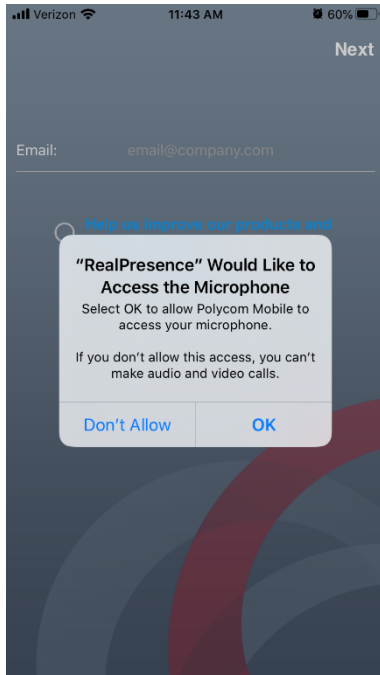 Verizon 11:43 AM 60%
Next
Email: email@company.com
Help us improve our products and
“RealPresence” Would Like to
Access the Microphone
Select OK to allow Polycom Mobile to
access your microphone.
If you don’t allow this access, you can’t
make audio and video calls.
Don’t Allow OK